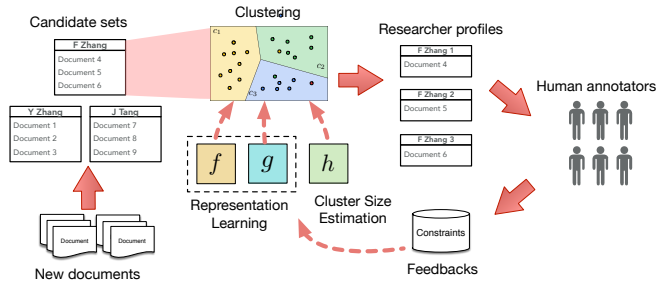 Candidate sets
F Zhang
Document 4
Document 5
Document 6
Y Zhang
Document 1
Document 2
Document 3
J Tang
Document 7
Document 8
Document 9
Document
Document
New documents
Clustering
c1
c2
c3
f
g
h
Representation
Learning
Cluster Size
Estimation
Researcher profiles
F Zhang 1
Document 4
F Zhang 2
Document 5
F Zhang 3
Document 6
Human annotators
Constraints
Feedbacks